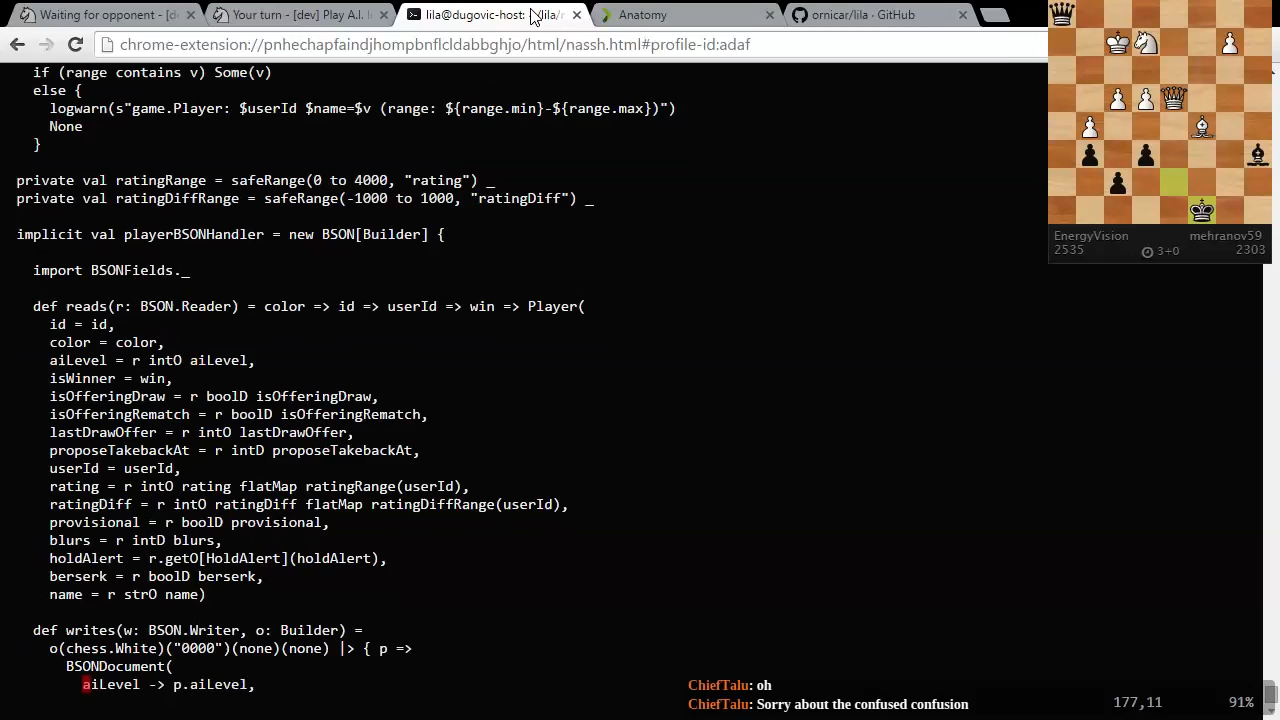 Waiting for opponent - [de
Your turn - [dev] Play A.I. l
lila@dugovic-host: ~/lila/r
Anatomy
ornicar/lila · GitHub
chrome-extension://pnhechapfaindjhompbnflcldabbghjo/html/nassh.html#profile-id:adaf
if (range contains v) Some(v)
else {
logwarn(s"game.Player: $userId $name=$v (range: ${range.min}-${range.max})")
None
}
private val ratingRange = safeRange(0 to 4000, "rating") _
private val ratingDiffRange = safeRange(-1000 to 1000, "ratingDiff") _
implicit val playerBSONHandler = new BSON[Builder] {
import BSONFields._
def reads(r: BSON.Reader) = color => id => userId => win => Player(
id = id,
color = color,
aiLevel = r intO aiLevel,
isWinner = win,
isOfferingDraw = r boolD isOfferingDraw,
isOfferingRematch = r boolD isOfferingRematch,
lastDrawOffer = r intO lastDrawOffer,
proposeTakebackAt = r intD proposeTakebackAt,
userId = userId,
rating = r intO rating flatMap ratingRange(userId),
ratingDiff = r intO ratingDiff flatMap ratingDiffRange(userId),
provisional = r boolD provisional,
blurs = r intD blurs,
holdAlert = r.getO[HoldAlert](holdAlert),
berserk = r boolD berserk,
name = r strO name)
def writes(w: BSON.Writer, o: Builder) =
o(chess.White)("0000")(none)(none) |> { p =>
BSONDocument(
aiLevel -> p.aiLevel,
177,11 91%
EnergyVision mehranov59
2535 3+0 2303
ChiefTalu: oh
ChiefTalu: Sorry about the confused confusion